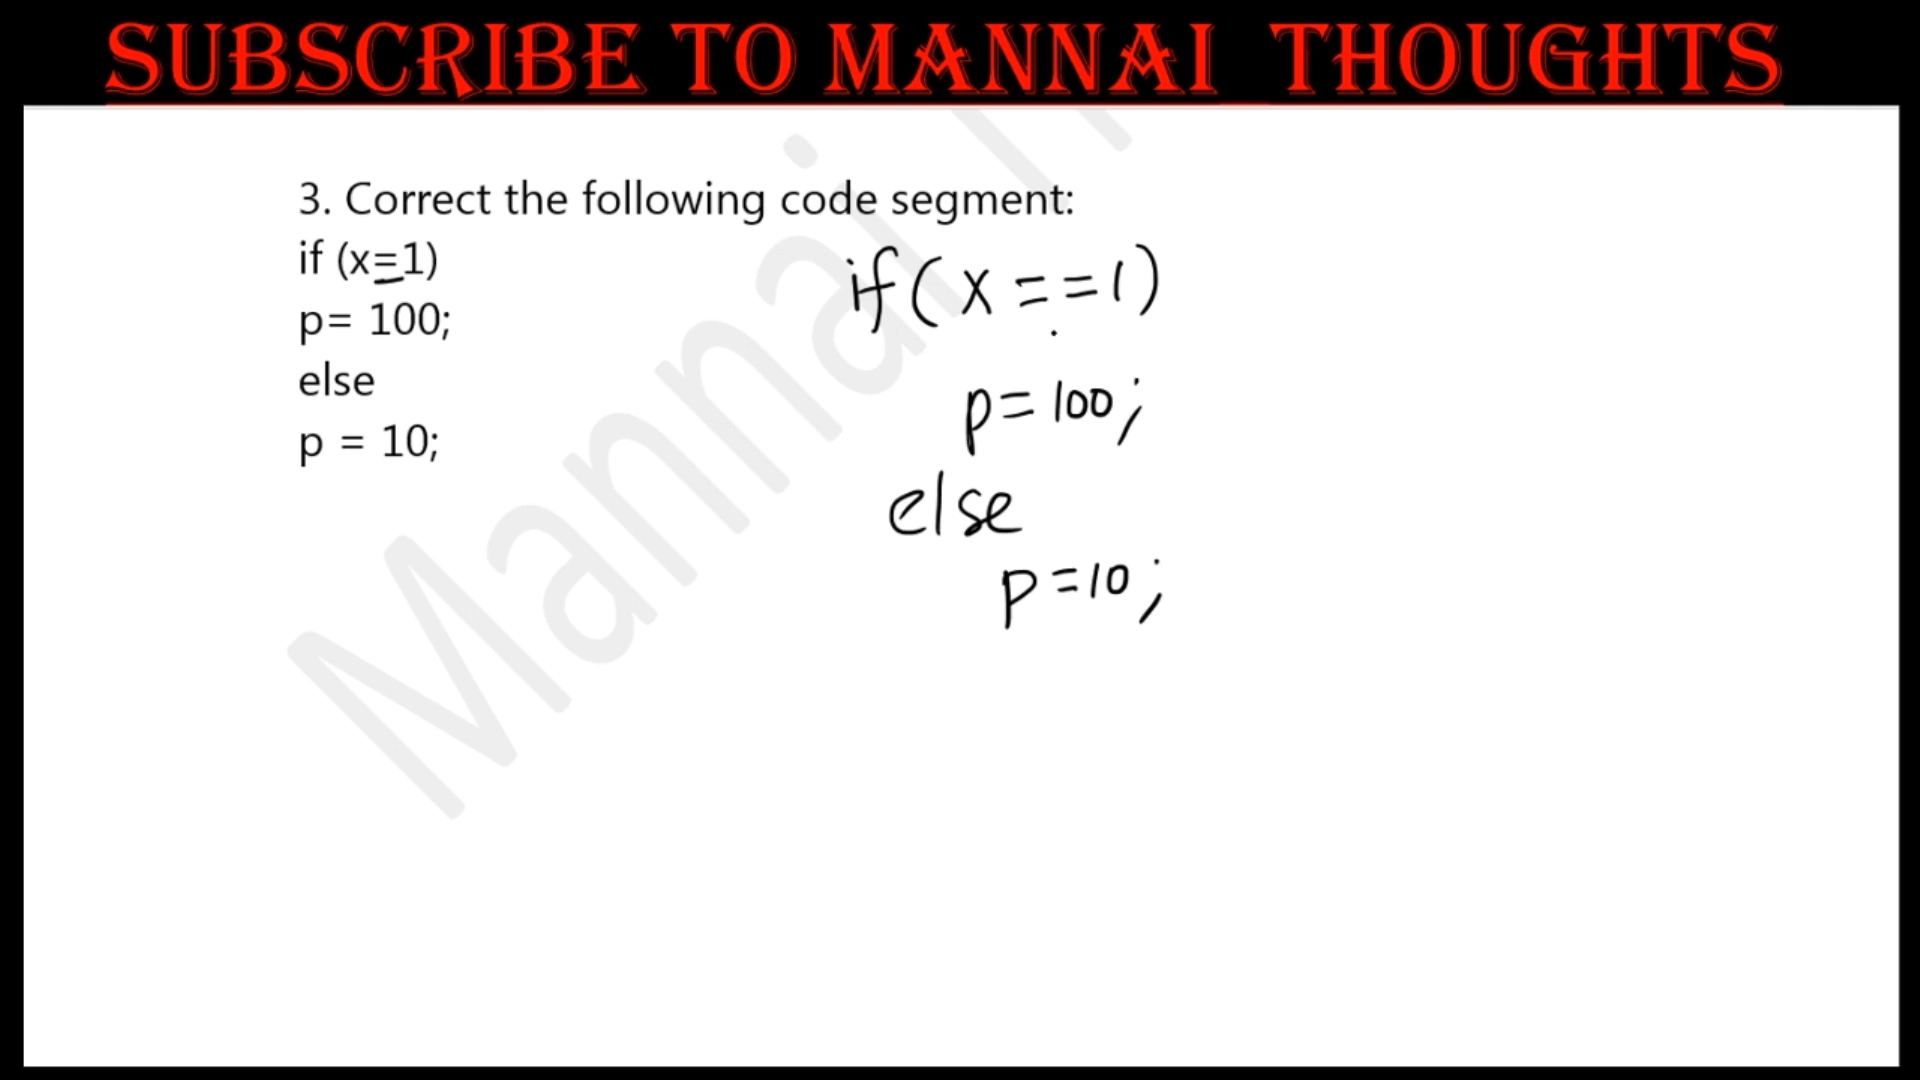 SUBSCRIBE TO MANNAI THOUGHTS
3. Correct the following code segment:
if (x=1)
p= 100;
else
p = 10;
if(x==1)
p=100;
else
p=10;
Mannai